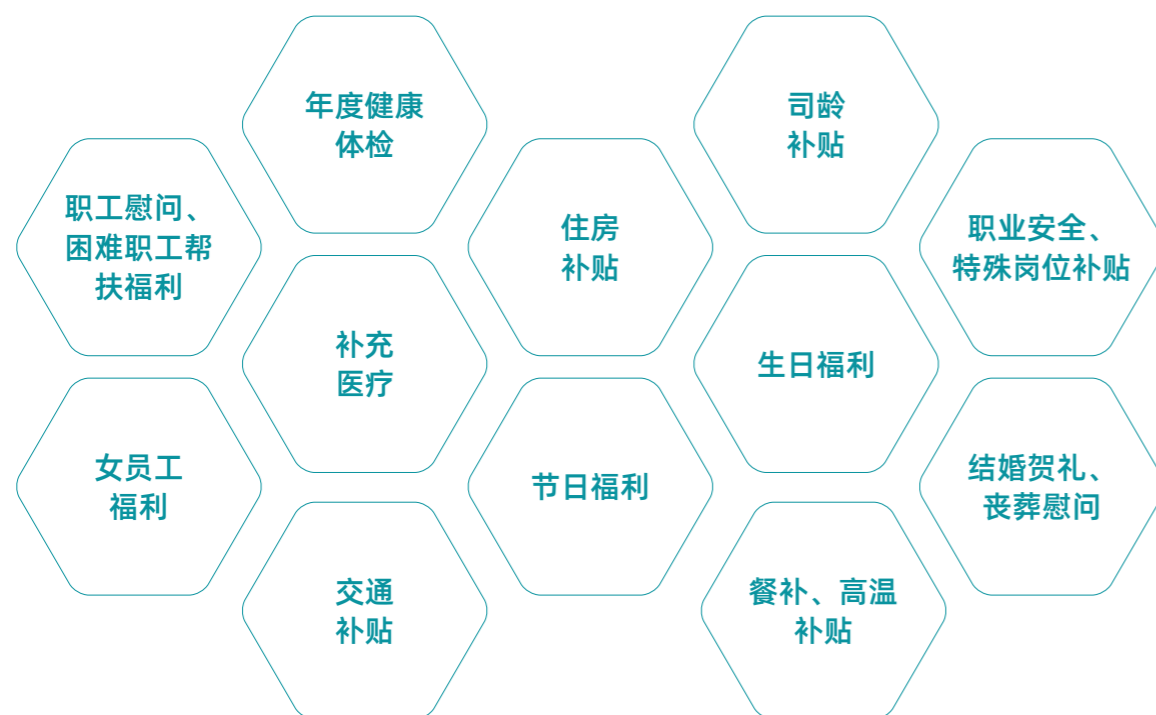 年度健康
体检
司龄
补贴
职工慰问、
困难职工帮
扶福利
住房
补贴
职业安全、
特殊岗位补贴
补充
医疗
生日福利
女员工
福利
节日福利
结婚贺礼、
丧葬慰问
交通
补贴
餐补、高温
补贴